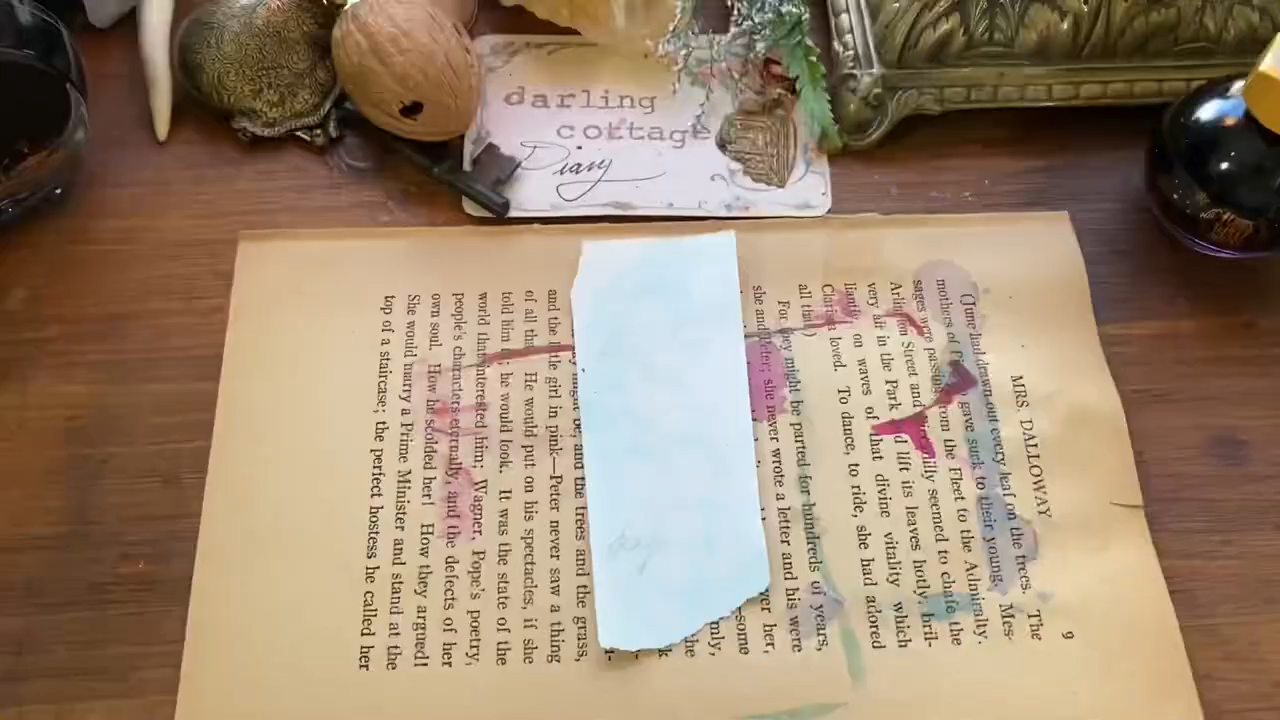 darling
cottage
Diary
9
MRS. DALLOWAY
(June had drawn out every leaf on the trees. The
mothers of gave suck to their young. Mes-
sages were passing from the Fleet to the Admiralty.
Arlington Street and Piccadilly seemed to chafe the
very air in the Park and lift its leaves hotly, bril-
liantly, on waves of that divine vitality which
Clarissa loved. To dance, to ride, she had adored
all that.)
For they might be parted for hundreds of years,
she and Peter; she never wrote a letter and his were
her,
some
and the trees and the grass,
and the little girl in pink—Peter never saw a thing
of all that. He would put on his spectacles, if she
told him to; he would look. It was the state of the
world that interested him; Wagner, Pope's poetry,
people's characters eternally, and the defects of her
own soul. How he scolded her! How they argued!
She would marry a Prime Minister and stand at the
top of a staircase; the perfect hostess he called her